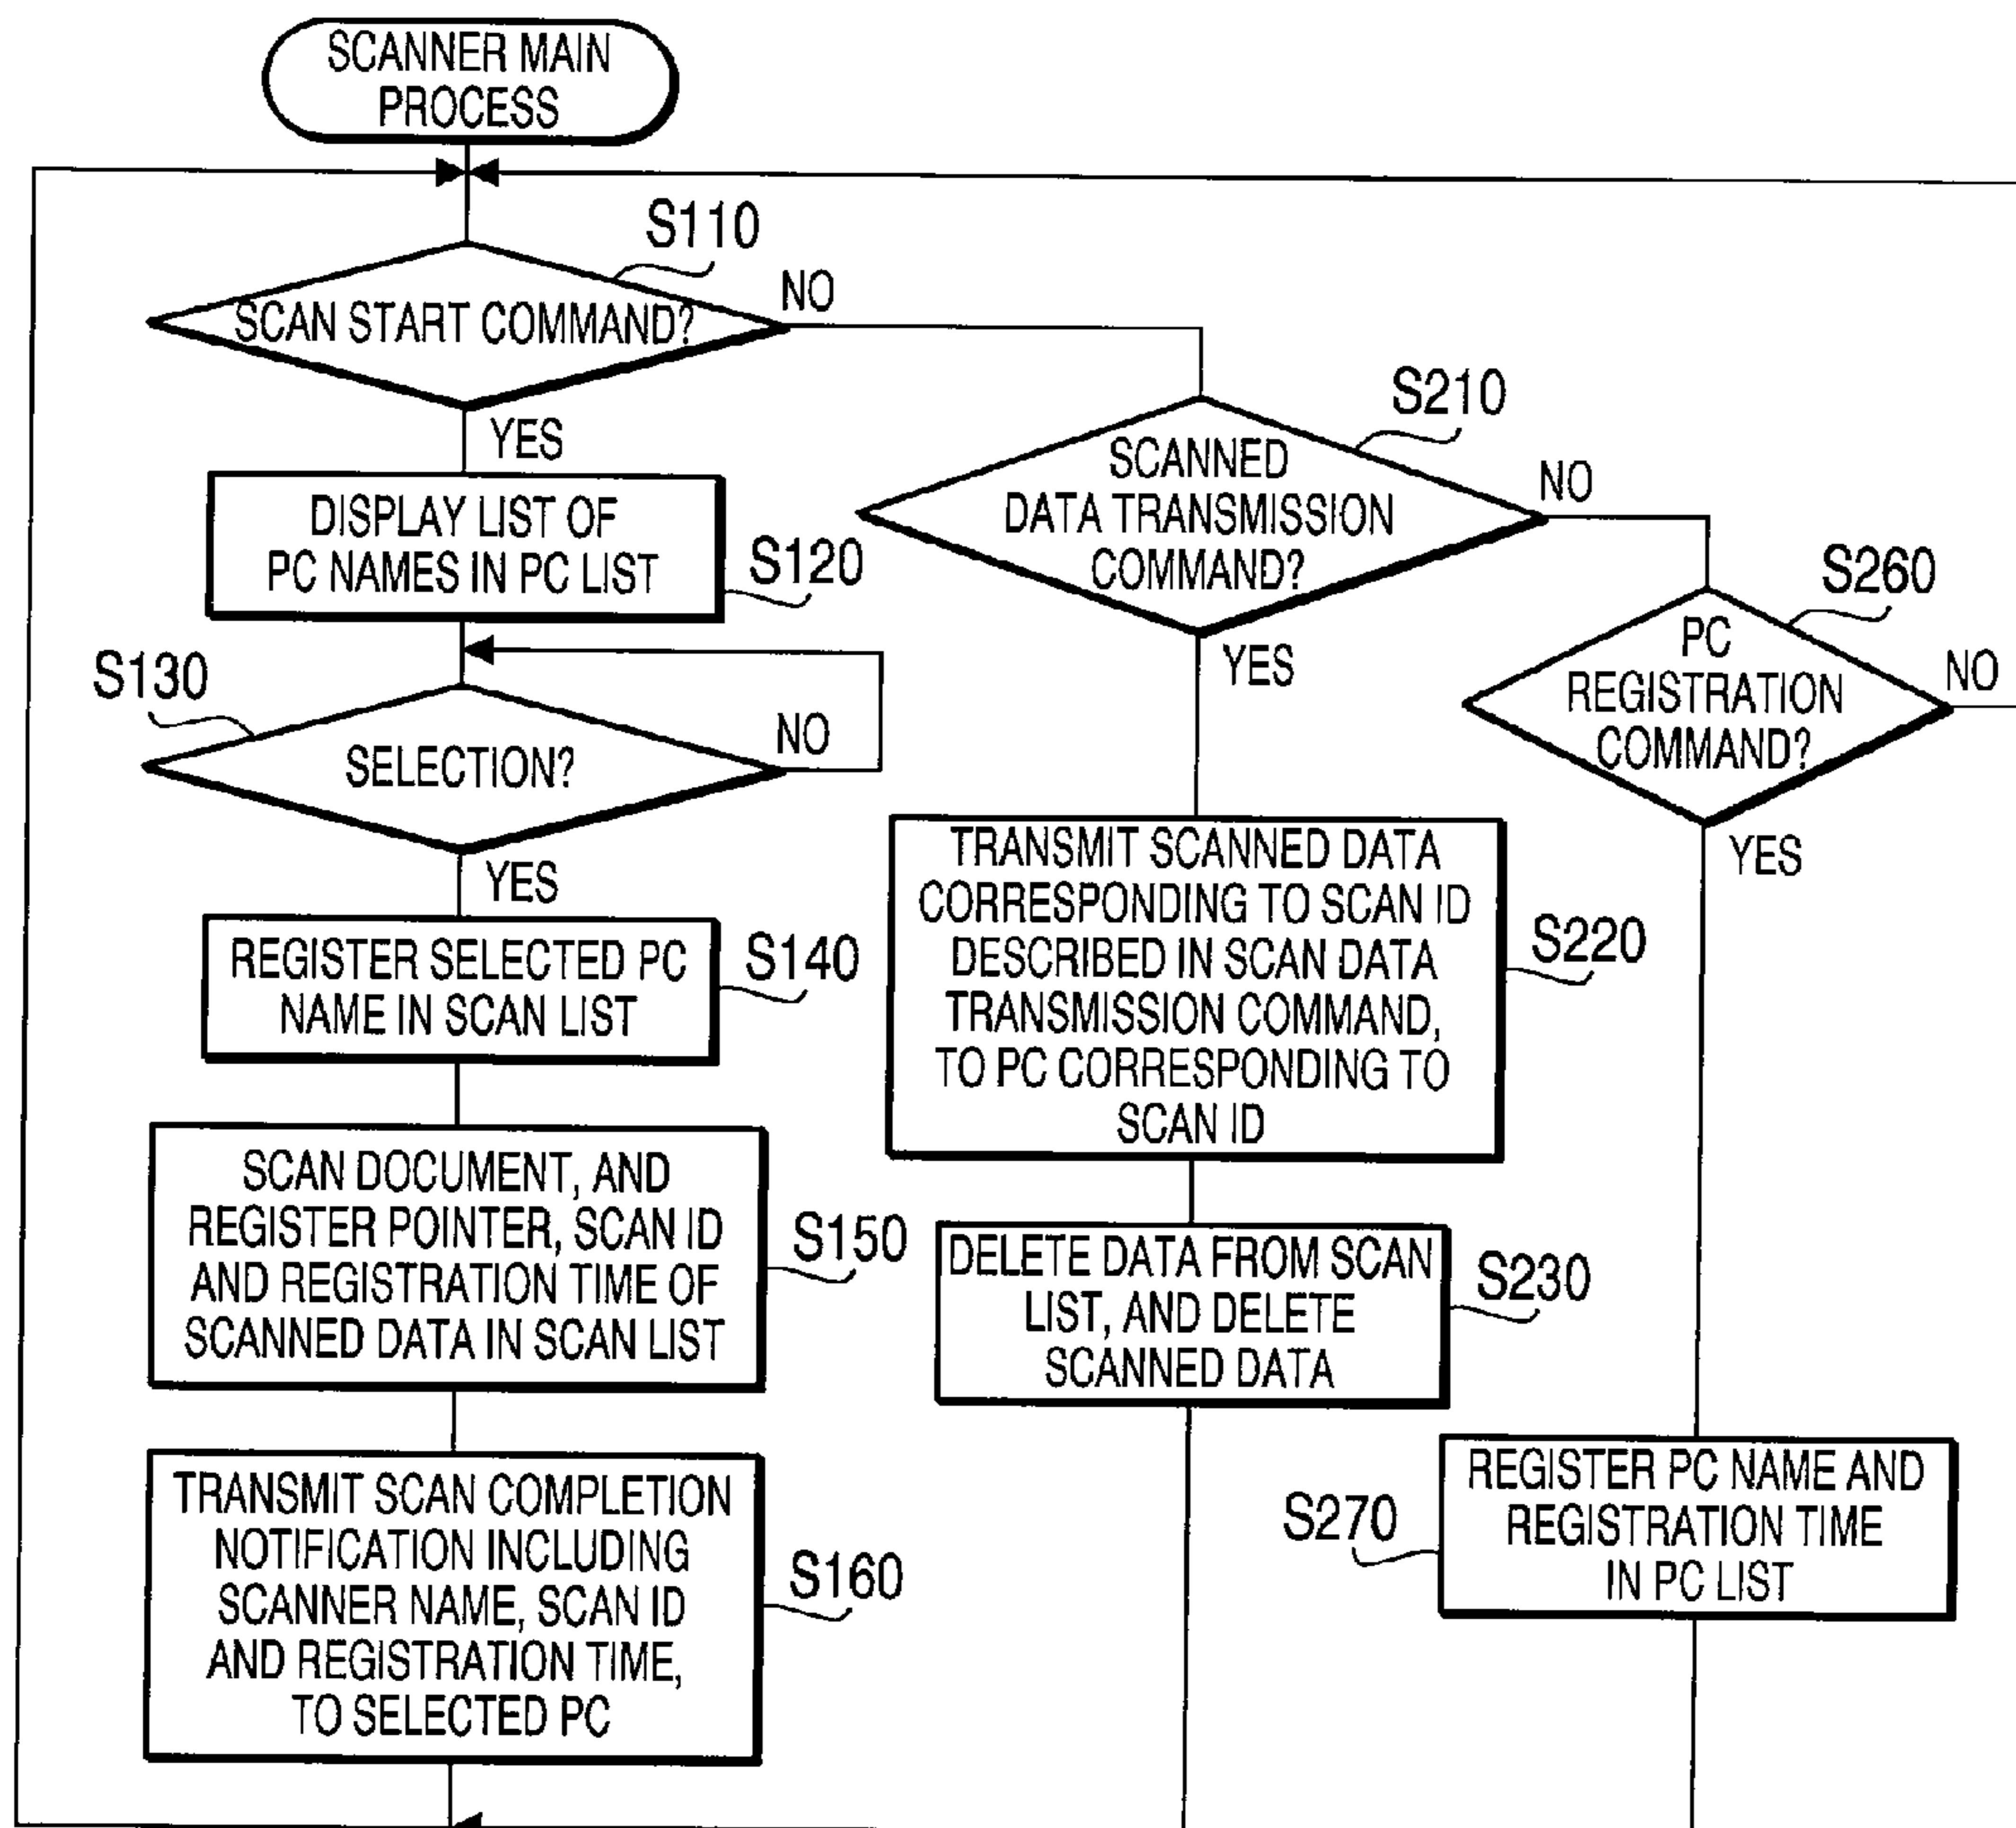 SCANNER MAIN
PROCESS
S110
SCAN START COMMAND?
NO
YES
DISPLAY LIST OF
PC NAMES IN PC LIST
S120
S130
SELECTION?
NO
YES
REGISTER SELECTED PC
NAME IN SCAN LIST
S140
SCAN DOCUMENT, AND
REGISTER POINTER, SCAN ID
AND REGISTRATION TIME OF
SCANNED DATA IN SCAN LIST
S150
TRANSMIT SCAN COMPLETION
NOTIFICATION INCLUDING
SCANNER NAME, SCAN ID
AND REGISTRATION TIME,
TO SELECTED PC
S160
S210
SCANNED
DATA TRANSMISSION
COMMAND?
NO
YES
TRANSMIT SCANNED DATA
CORRESPONDING TO SCAN ID
DESCRIBED IN SCAN DATA
TRANSMISSION COMMAND,
TO PC CORRESPONDING TO
SCAN ID
S220
DELETE DATA FROM SCAN
LIST, AND DELETE
SCANNED DATA
S230
S260
PC
REGISTRATION
COMMAND?
NO
YES
REGISTER PC NAME AND
REGISTRATION TIME
IN PC LIST
S270